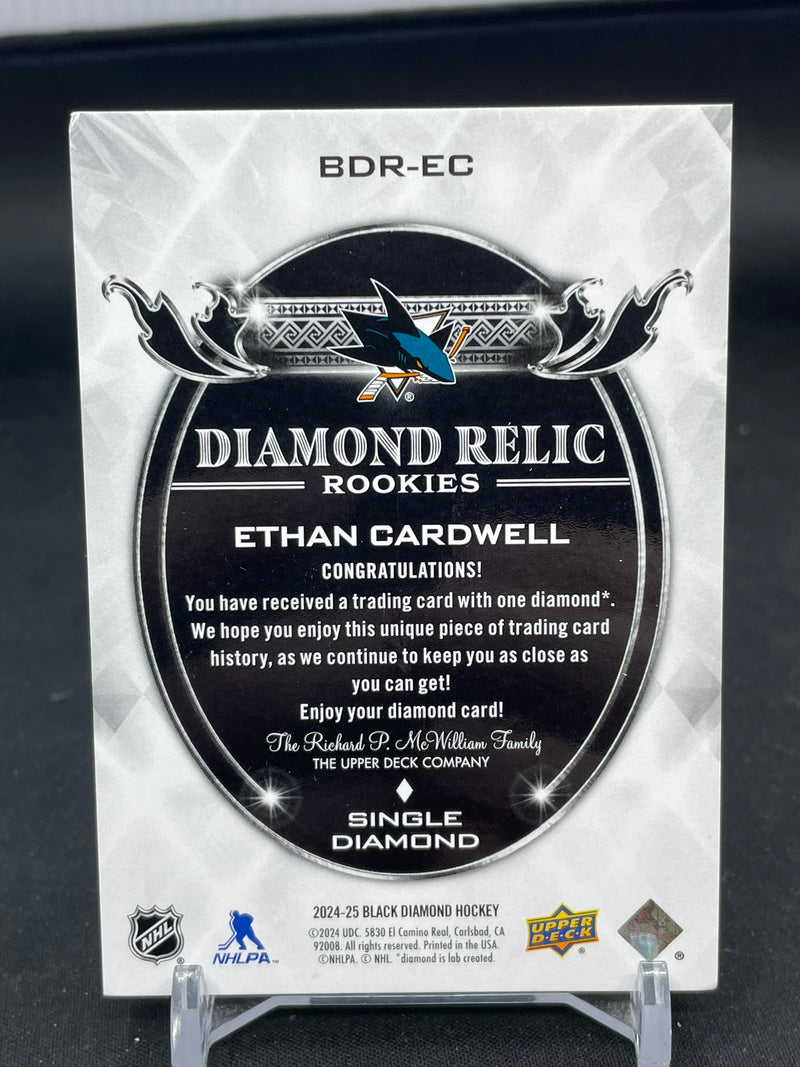 BDR-EC
®
DIAMOND RELIC
ROOKIES
ETHAN CARDWELL
CONGRATULATIONS!
You have received a trading card with one diamond*.
We hope you enjoy this unique piece of trading card
history, as we continue to keep you as close as
you can get!
Enjoy your diamond card!
The Richard P. McWilliam Family
THE UPPER DECK COMPANY
SINGLE
DIAMOND
NHL ®
NHLPA™
2024-25 BLACK DIAMOND HOCKEY
©2024 UDC. 5830 El Camino Real, Carlsbad, CA
92008. All rights reserved. Printed in the USA.
©NHLPA. © NHL. *diamond is lab created.
UPPER
D·E·C·K ®
®